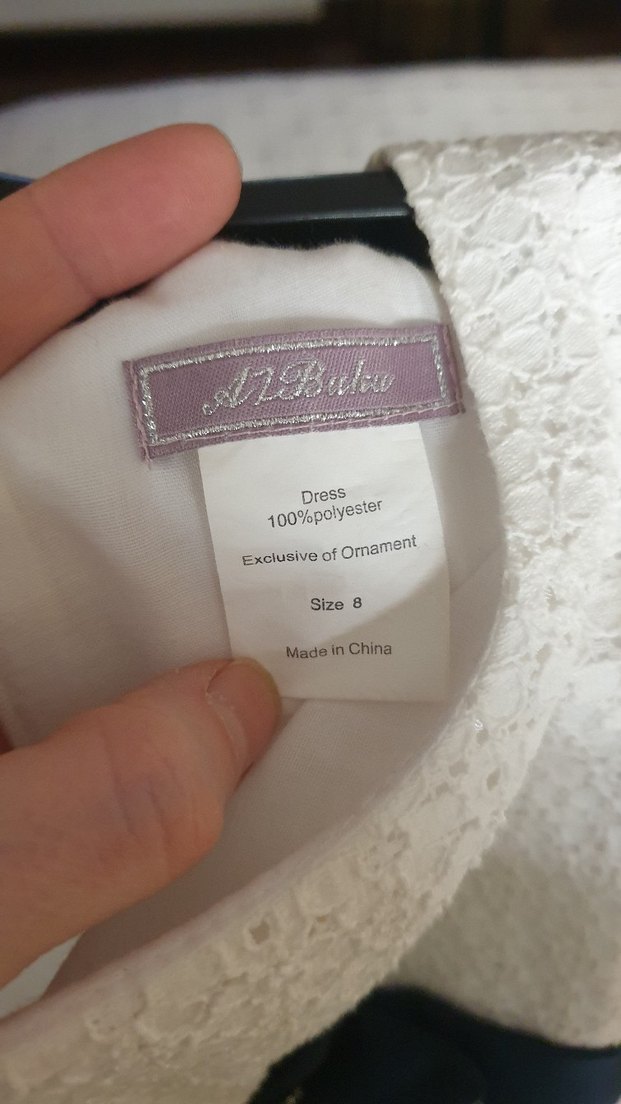 AZBuku
Dress
100%polyester
Exclusive of Ornament
Size 8
Made in China